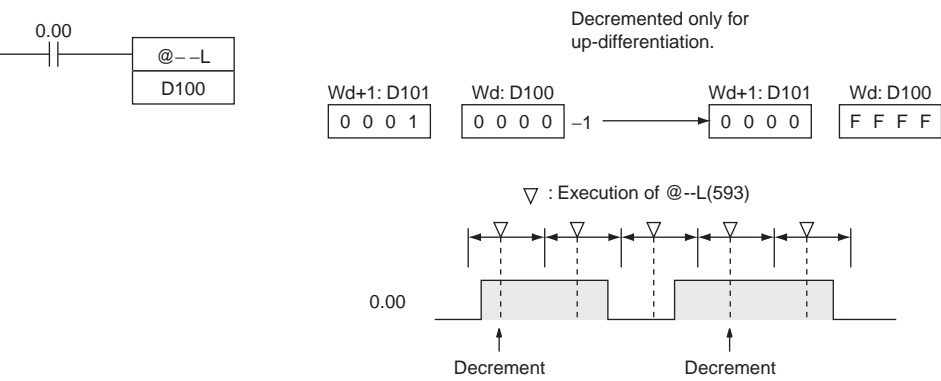 0.00
@– –L
D100
Decremented only for
up-differentiation.
Wd+1: D101 Wd: D100 Wd+1: D101 Wd: D100
0 0 0 1 0 0 0 0 –1 0 0 0 0 F F F F
: Execution of @--L(593)
0.00
Decrement Decrement